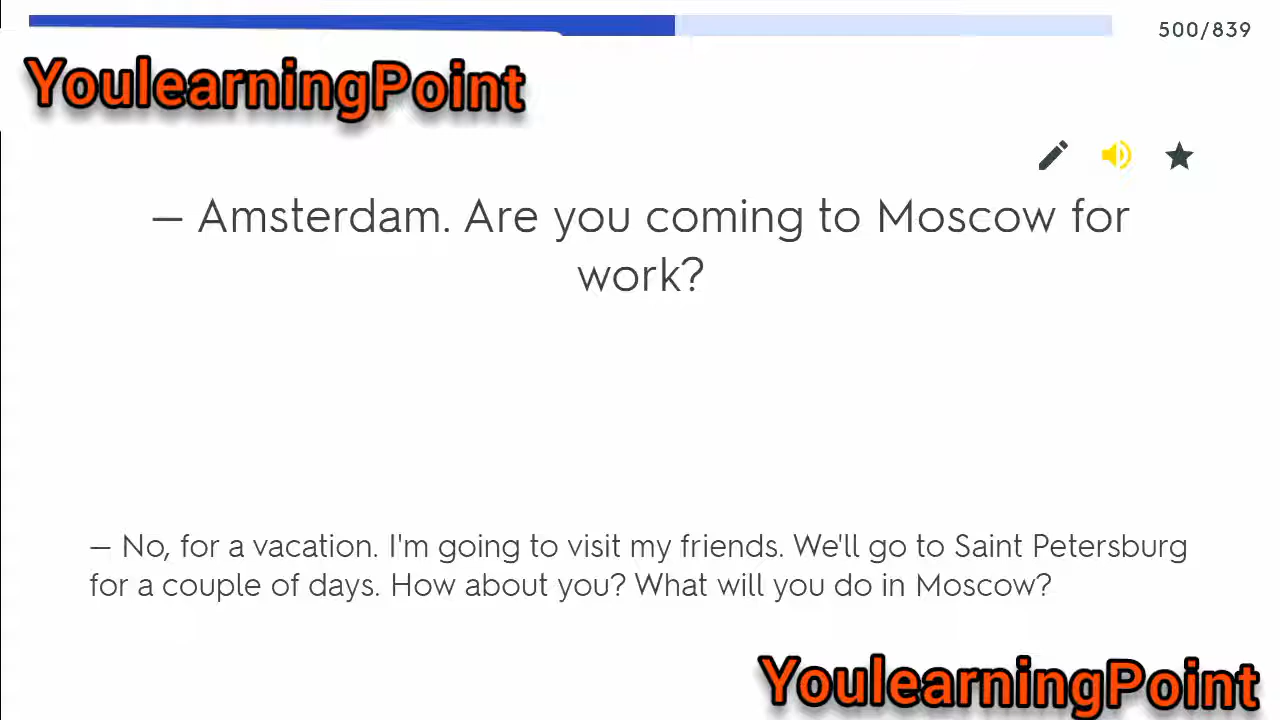 500/839
YoulearningPoint
– Amsterdam. Are you coming to Moscow for
work?
– No, for a vacation. I'm going to visit my friends. We'll go to Saint Petersburg
for a couple of days. How about you? What will you do in Moscow?
YoulearningPoint